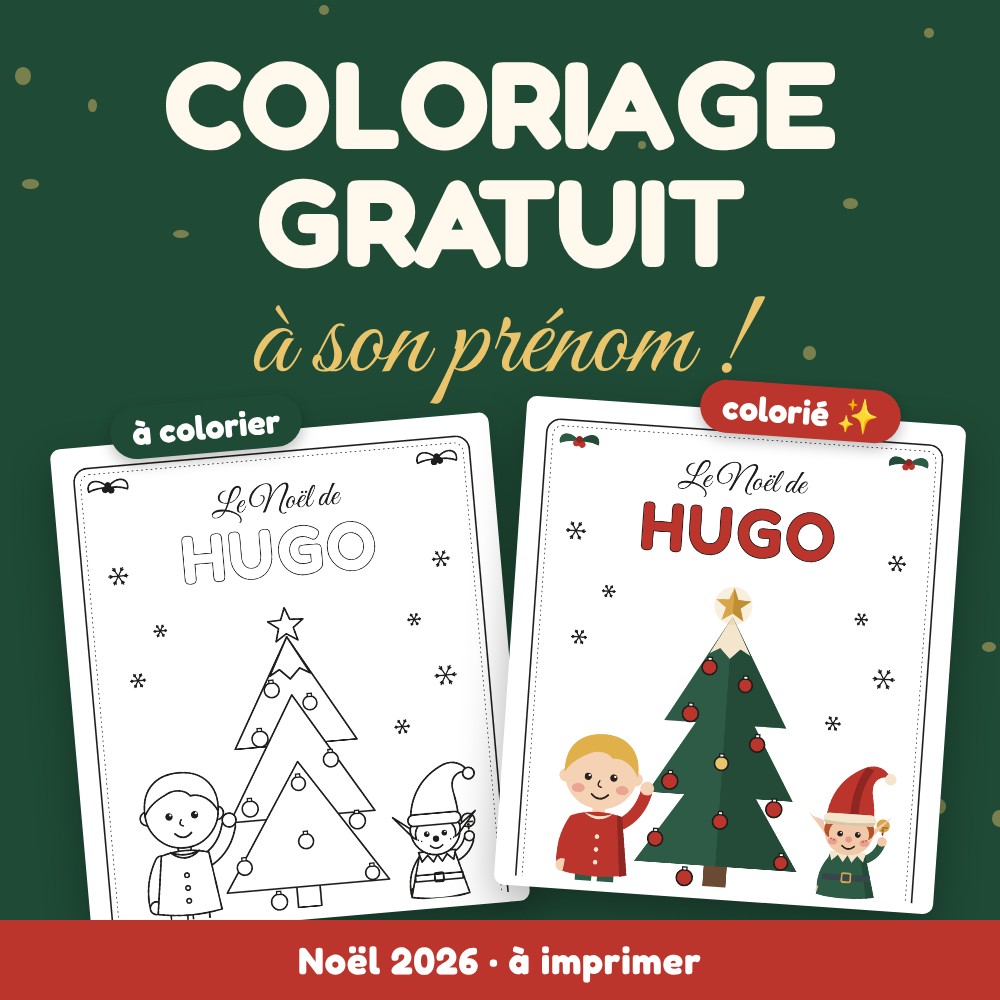 COLORIAGE
GRATUIT
à son prénom !
à colorier
Le Noël de
HUGO
colorié ✨
Le Noël de
HUGO
Noël 2026 · à imprimer